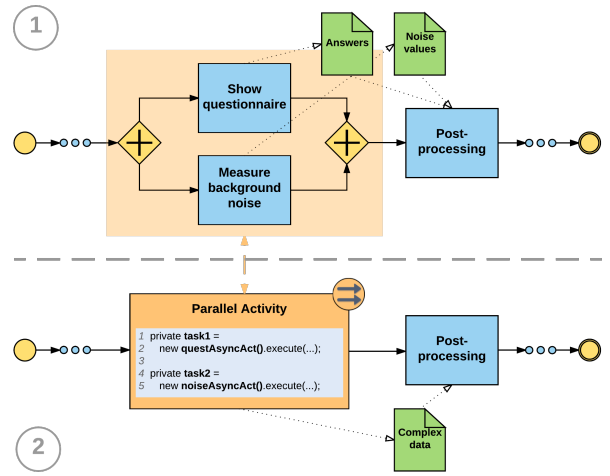 1
Answers
Noise
values
Show
questionnaire
Measure
background
noise
Post-
processing
Parallel Activity
1 private task1 =
2 new questAsyncAct().execute(...);
3
4 private task2 =
5 new noiseAsyncAct().execute(...);
Post-
processing
Complex
data
2